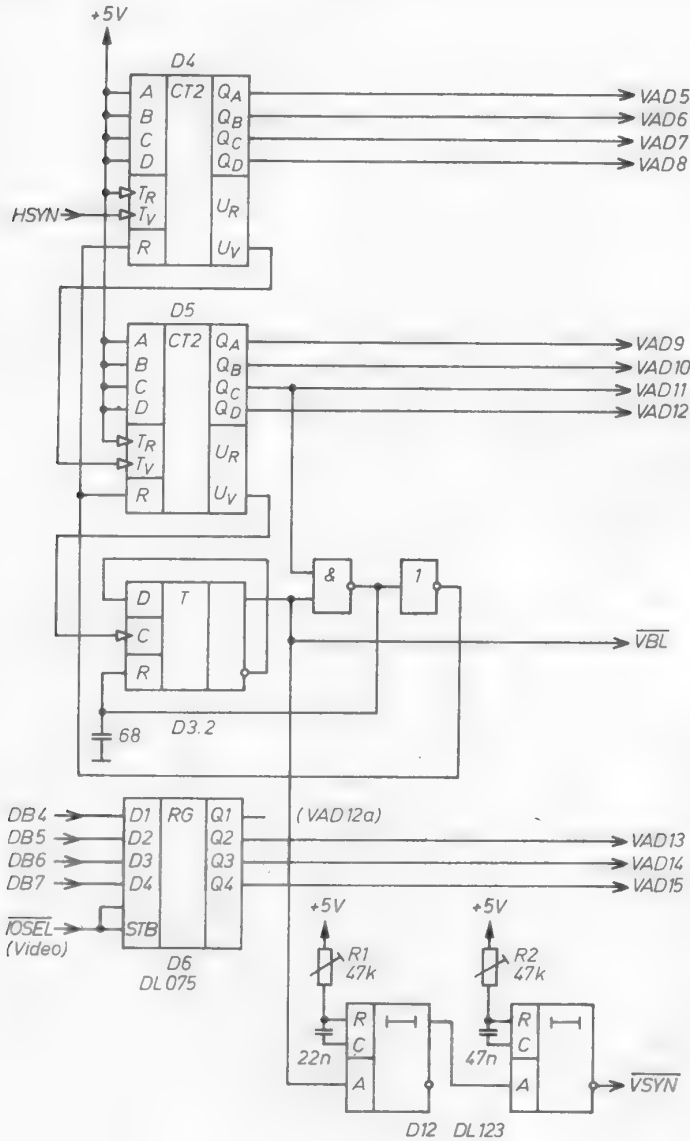 +5V
D4
A CT2 QA VAD5
B QB VAD6
C QC VAD7
D QD VAD8
TR UR
HSYN TV
R UV
D5
A CT2 QA VAD9
B QB VAD10
C QC VAD11
D QD VAD12
TR UR
TV
R UV
D T & 1
C VBL
R
68 D3.2
DB4 D1 RG Q1 (VAD12a)
DB5 D2 Q2 VAD13
DB6 D3 Q3 VAD14
DB7 D4 Q4 VAD15
IOSEL STB
(Video)
D6
DL075
+5V +5V
R1 R2
47k 47k
R R
C C
22n 47n
A A VSYN
D12 DL123